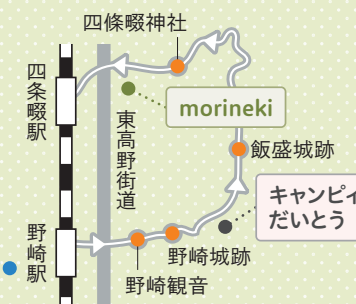 四條畷神社
四条畷駅
morineki
東高野街道
飯盛城跡
キャンピィ
だいとう
野崎城跡
野崎駅
野崎観音